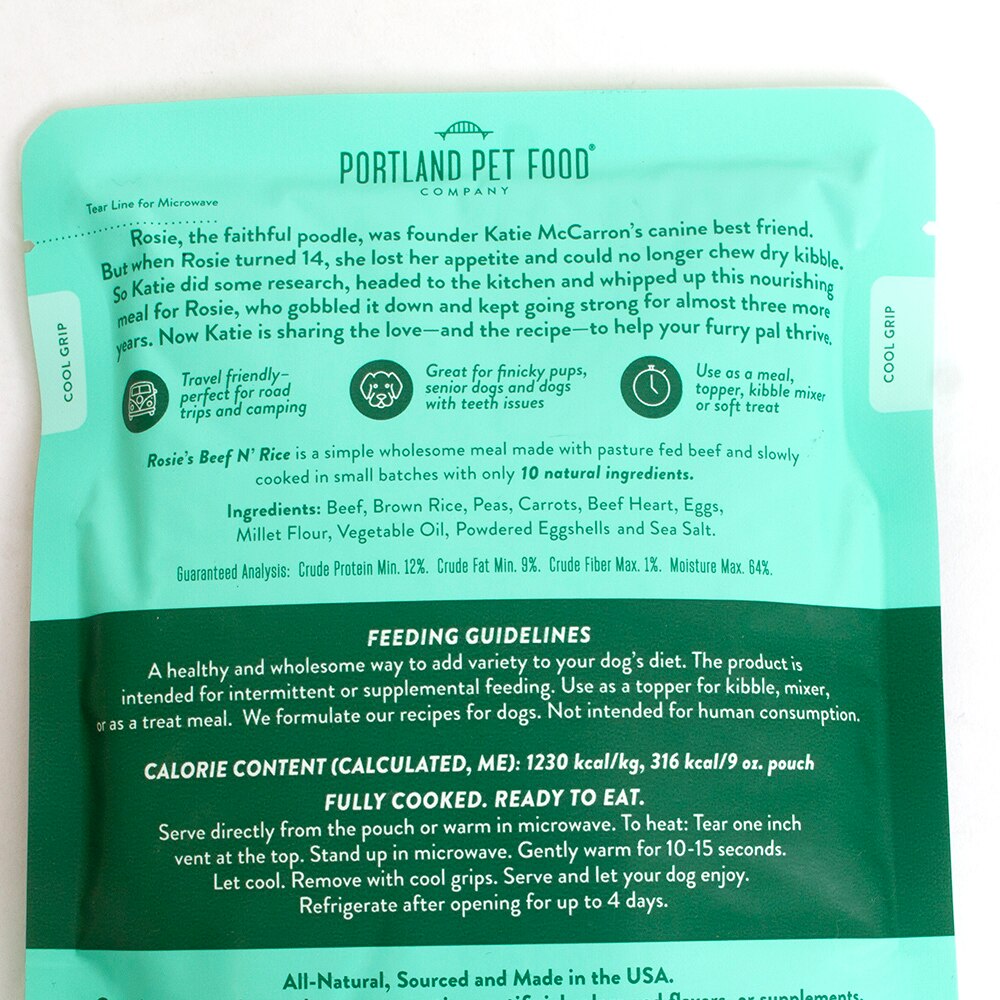 PORTLAND PET FOOD®
COMPANY
Tear Line for Microwave
Rosie, the faithful poodle, was founder Katie McCarron's canine best friend.
But when Rosie turned 14, she lost her appetite and could no longer chew dry kibble.
So Katie did some research, headed to the kitchen and whipped up this nourishing
meal for Rosie, who gobbled it down and kept going strong for almost three more
years. Now Katie is sharing the love—and the recipe—to help your furry pal thrive.
COOL GRIP
COOL GRIP
Travel friendly–
perfect for road
trips and camping
Great for finicky pups,
senior dogs and dogs
with teeth issues
Use as a meal,
topper, kibble mixer
or soft treat
Rosie's Beef N' Rice is a simple wholesome meal made with pasture fed beef and slowly
cooked in small batches with only 10 natural ingredients.
Ingredients: Beef, Brown Rice, Peas, Carrots, Beef Heart, Eggs,
Millet Flour, Vegetable Oil, Powdered Eggshells and Sea Salt.
Guaranteed Analysis: Crude Protein Min. 12%. Crude Fat Min. 9%. Crude Fiber Max. 1%. Moisture Max. 64%.
FEEDING GUIDELINES
A healthy and wholesome way to add variety to your dog's diet. The product is
intended for intermittent or supplemental feeding. Use as a topper for kibble, mixer,
or as a treat meal. We formulate our recipes for dogs. Not intended for human consumption.
CALORIE CONTENT (CALCULATED, ME): 1230 kcal/kg, 316 kcal/9 oz. pouch
FULLY COOKED. READY TO EAT.
Serve directly from the pouch or warm in microwave. To heat: Tear one inch
vent at the top. Stand up in microwave. Gently warm for 10-15 seconds.
Let cool. Remove with cool grips. Serve and let your dog enjoy.
Refrigerate after opening for up to 4 days.
All-Natural, Sourced and Made in the USA.
flavors, or supplements.